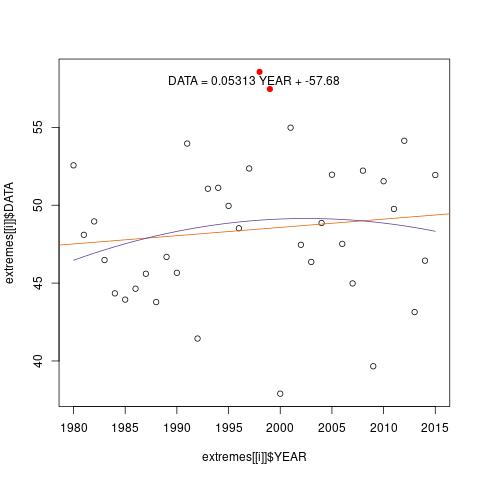 DATA = 0.05313 YEAR + -57.68
55
50
45
40
extremes[[i]]$DATA
1980 1985 1990 1995 2000 2005 2010 2015
extremes[[i]]$YEAR